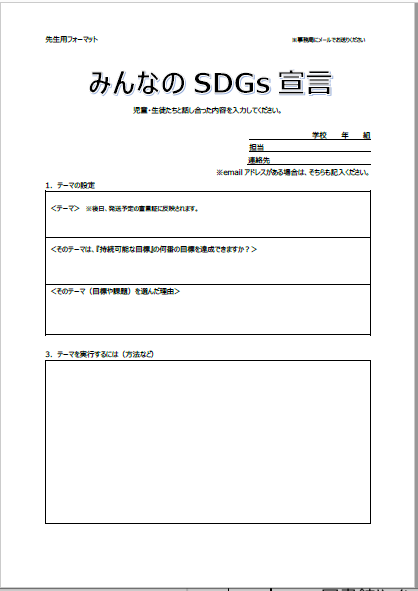 先生用フォーマット
※事務局にメールでお送りください
みんなの SDGs 宣言
児童・生徒たちと話し合った内容を入力してください。
学校 年 組
担当
連絡先
※email アドレスがある場合は、そちらも記入ください。
1．テーマの設定
<テーマ> ※後日、発送予定の宣言証に反映されます。
<そのテーマは、『持続可能な目標』の何番の目標を達成できますか？>
<そのテーマ（目標や課題）を選んだ理由>
3．テーマを実行するには（方法など）